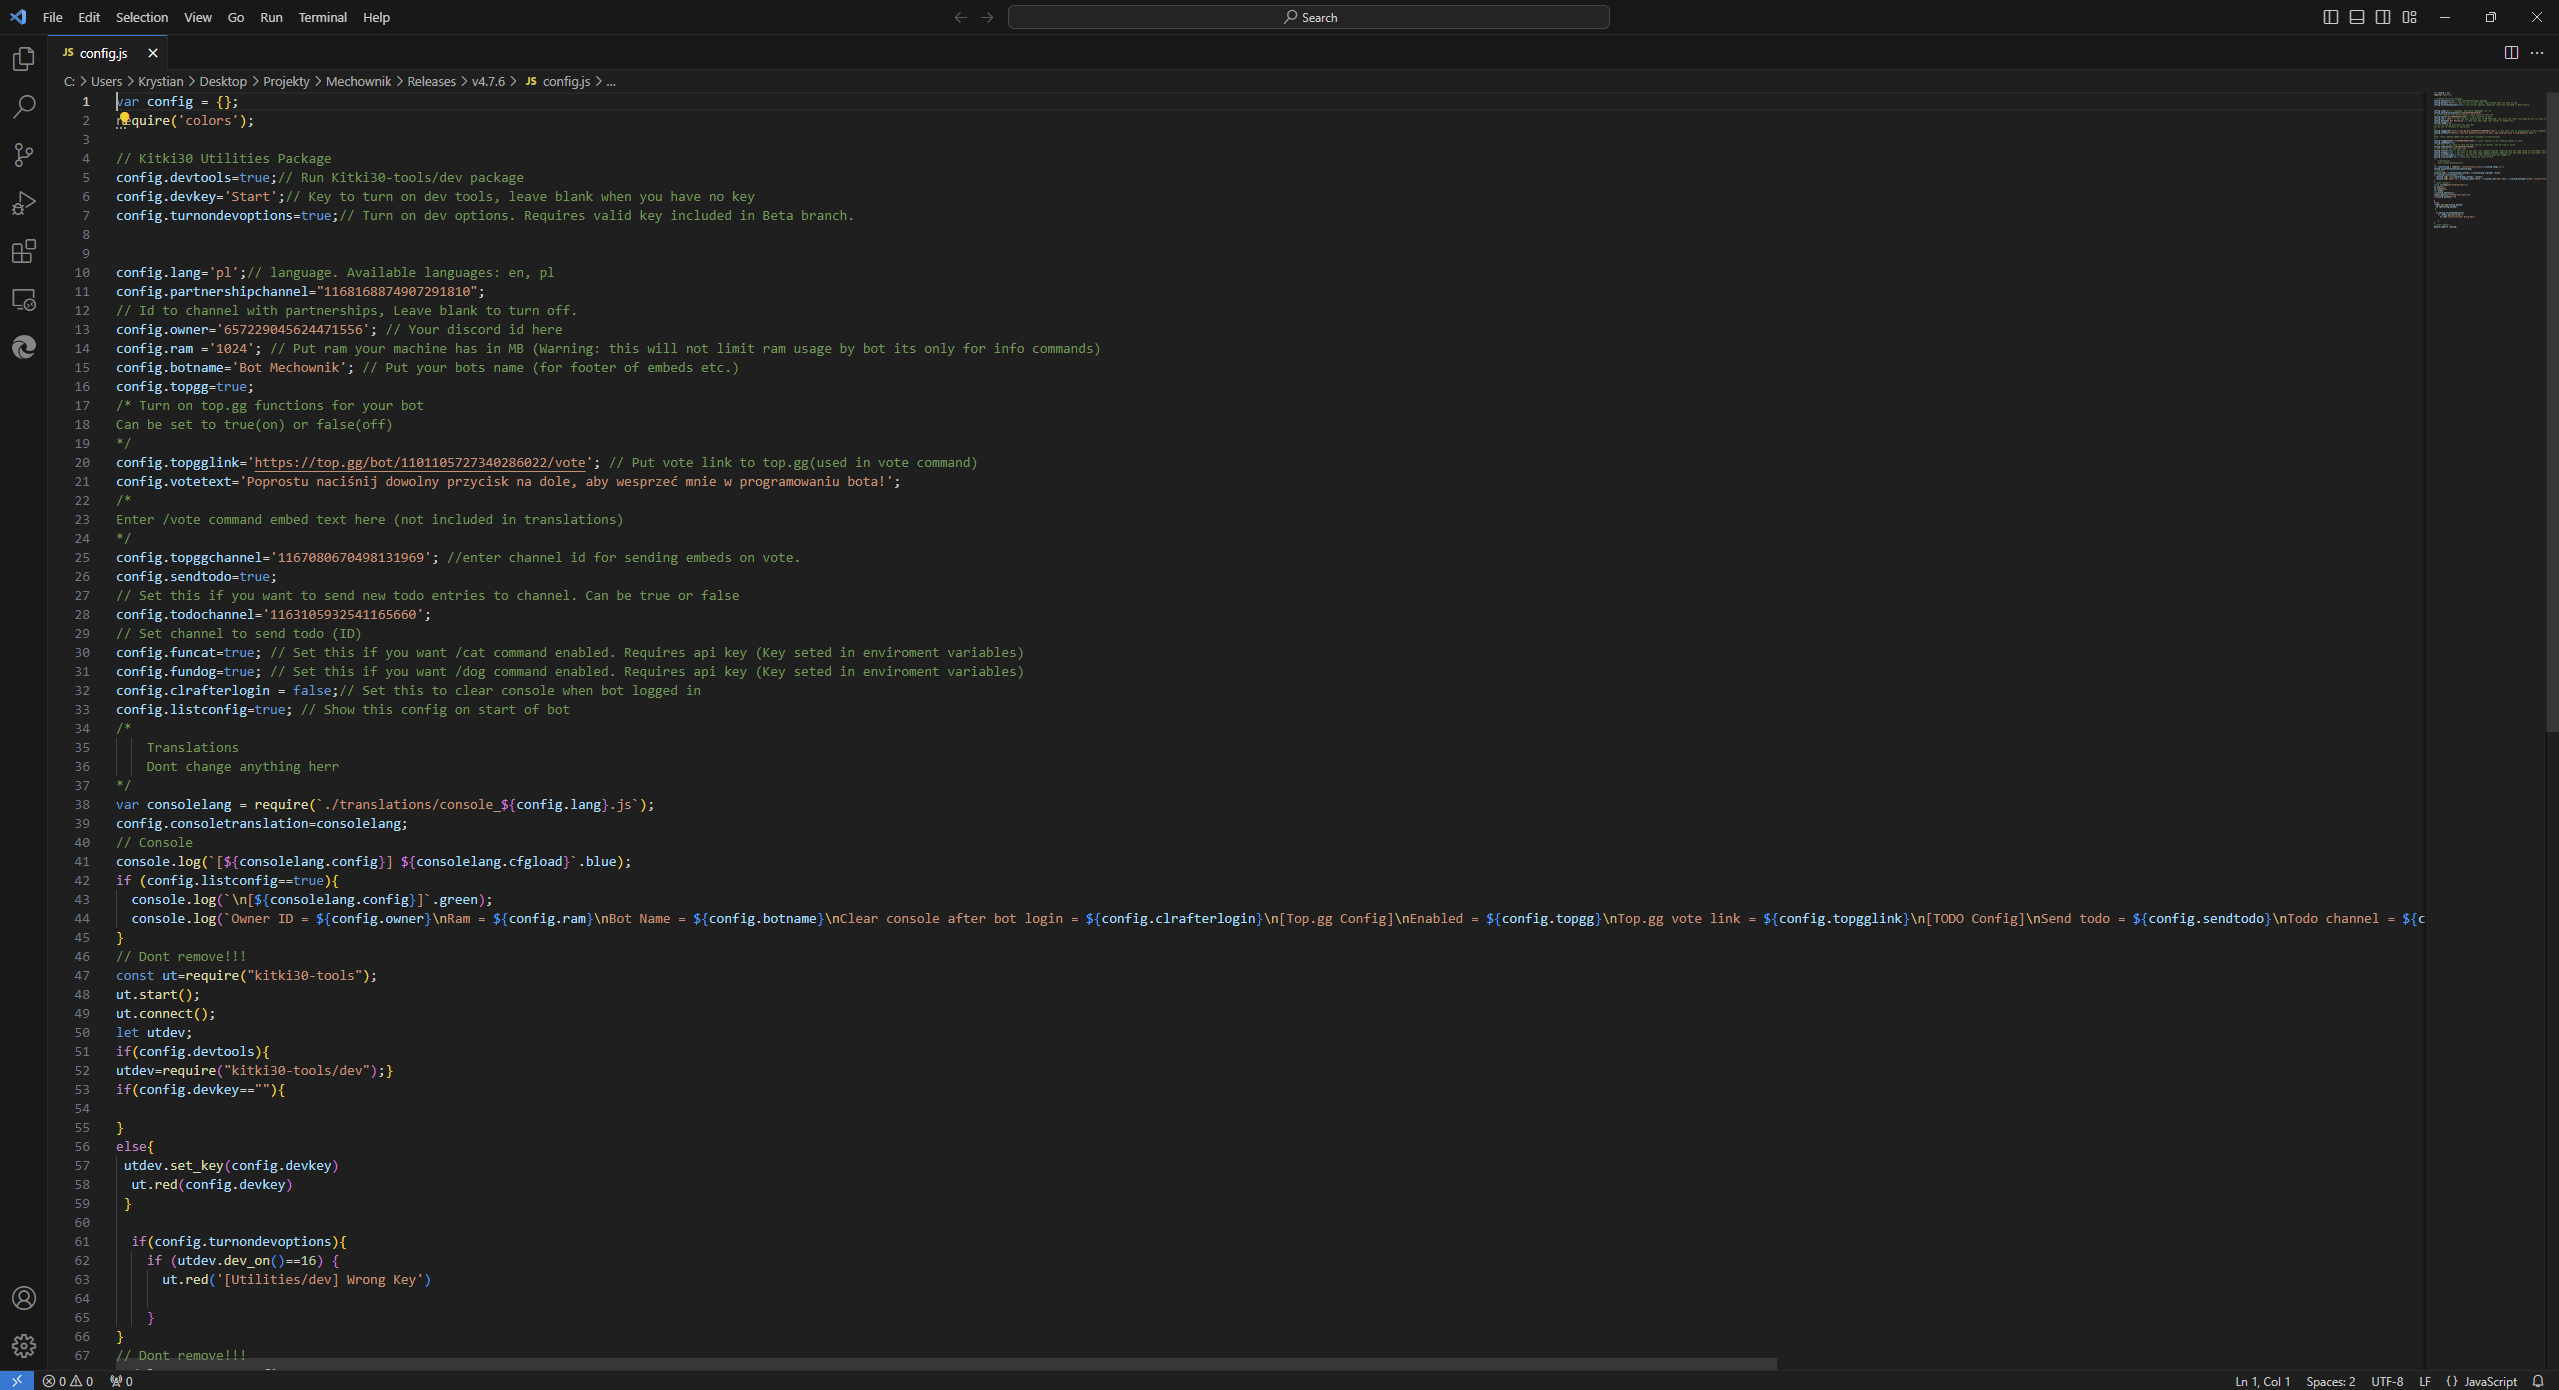 File Edit Selection View Go Run Terminal Help
Search
JS config.js
C: > Users > Krystian > Desktop > Projekty > Mechownik > Releases > v4.7.6 > JS config.js > ...
1 var config = {};
2 require('colors');
3
4 // Kitki30 Utilities Package
5 config.devtools=true;// Run Kitki30-tools/dev package
6 config.devkey='Start';// Key to turn on dev tools, leave blank when you have no key
7 config.turnondevoptions=true;// Turn on dev options. Requires valid key included in Beta branch.
8
9
10 config.lang='pl';// language. Available languages: en, pl
11 config.partnershipchannel="1168168874907291810";
12 // Id to channel with partnerships, Leave blank to turn off.
13 config.owner='657229045624471556'; // Your discord id here
14 config.ram ='1024'; // Put ram your machine has in MB (Warning: this will not limit ram usage by bot its only for info commands)
15 config.botname='Bot Mechownik'; // Put your bots name (for footer of embeds etc.)
16 config.topgg=true;
17 /* Turn on top.gg functions for your bot
18 Can be set to true(on) or false(off)
19 */
20 config.topgglink='https://top.gg/bot/1101105727340286022/vote'; // Put vote link to top.gg(used in vote command)
21 config.votetext='Poprostu naciśnij dowolny przycisk na dole, aby wesprzeć mnie w programowaniu bota!';
22 /*
23 Enter /vote command embed text here (not included in translations)
24 */
25 config.topggchannel='1167080670498131969'; //enter channel id for sending embeds on vote.
26 config.sendtodo=true;
27 // Set this if you want to send new todo entries to channel. Can be true or false
28 config.todochannel='1163105932541165660';
29 // Set channel to send todo (ID)
30 config.funcat=true; // Set this if you want /cat command enabled. Requires api key (Key seted in enviroment variables)
31 config.fundog=true; // Set this if you want /dog command enabled. Requires api key (Key seted in enviroment variables)
32 config.clrafterlogin = false;// Set this to clear console when bot logged in
33 config.listconfig=true; // Show this config on start of bot
34 /*
35 Translations
36 Dont change anything herr
37 */
38 var consolelang = require(`./translations/console_${config.lang}.js`);
39 config.consoletranslation=consolelang;
40 // Console
41 console.log(`[${consolelang.config}] ${consolelang.cfgload}`.blue);
42 if (config.listconfig==true){
43 console.log(`\n[${consolelang.config}]`.green);
44 console.log(`Owner ID = ${config.owner}\nRam = ${config.ram}\nBot Name = ${config.botname}\nClear console after bot login = ${config.clrafterlogin}\n[Top.gg Config]\nEnabled = ${config.topgg}\nTop.gg vote link = ${config.topgglink}\n[TODO Config]\nSend todo = ${config.sendtodo}\nTodo channel = ${c
45 }
46 // Dont remove!!!
47 const ut=require("kitki30-tools");
48 ut.start();
49 ut.connect();
50 let utdev;
51 if(config.devtools){
52 utdev=require("kitki30-tools/dev");}
53 if(config.devkey==""){
54
55 }
56 else{
57 utdev.set_key(config.devkey)
58 ut.red(config.devkey)
59 }
60
61 if(config.turnondevoptions){
62 if (utdev.dev_on()==16) {
63 ut.red('[Utilities/dev] Wrong Key')
64
65 }
66 }
67 // Dont remove!!!
0 0 0 Ln 1, Col 1 Spaces: 2 UTF-8 LF {} JavaScript